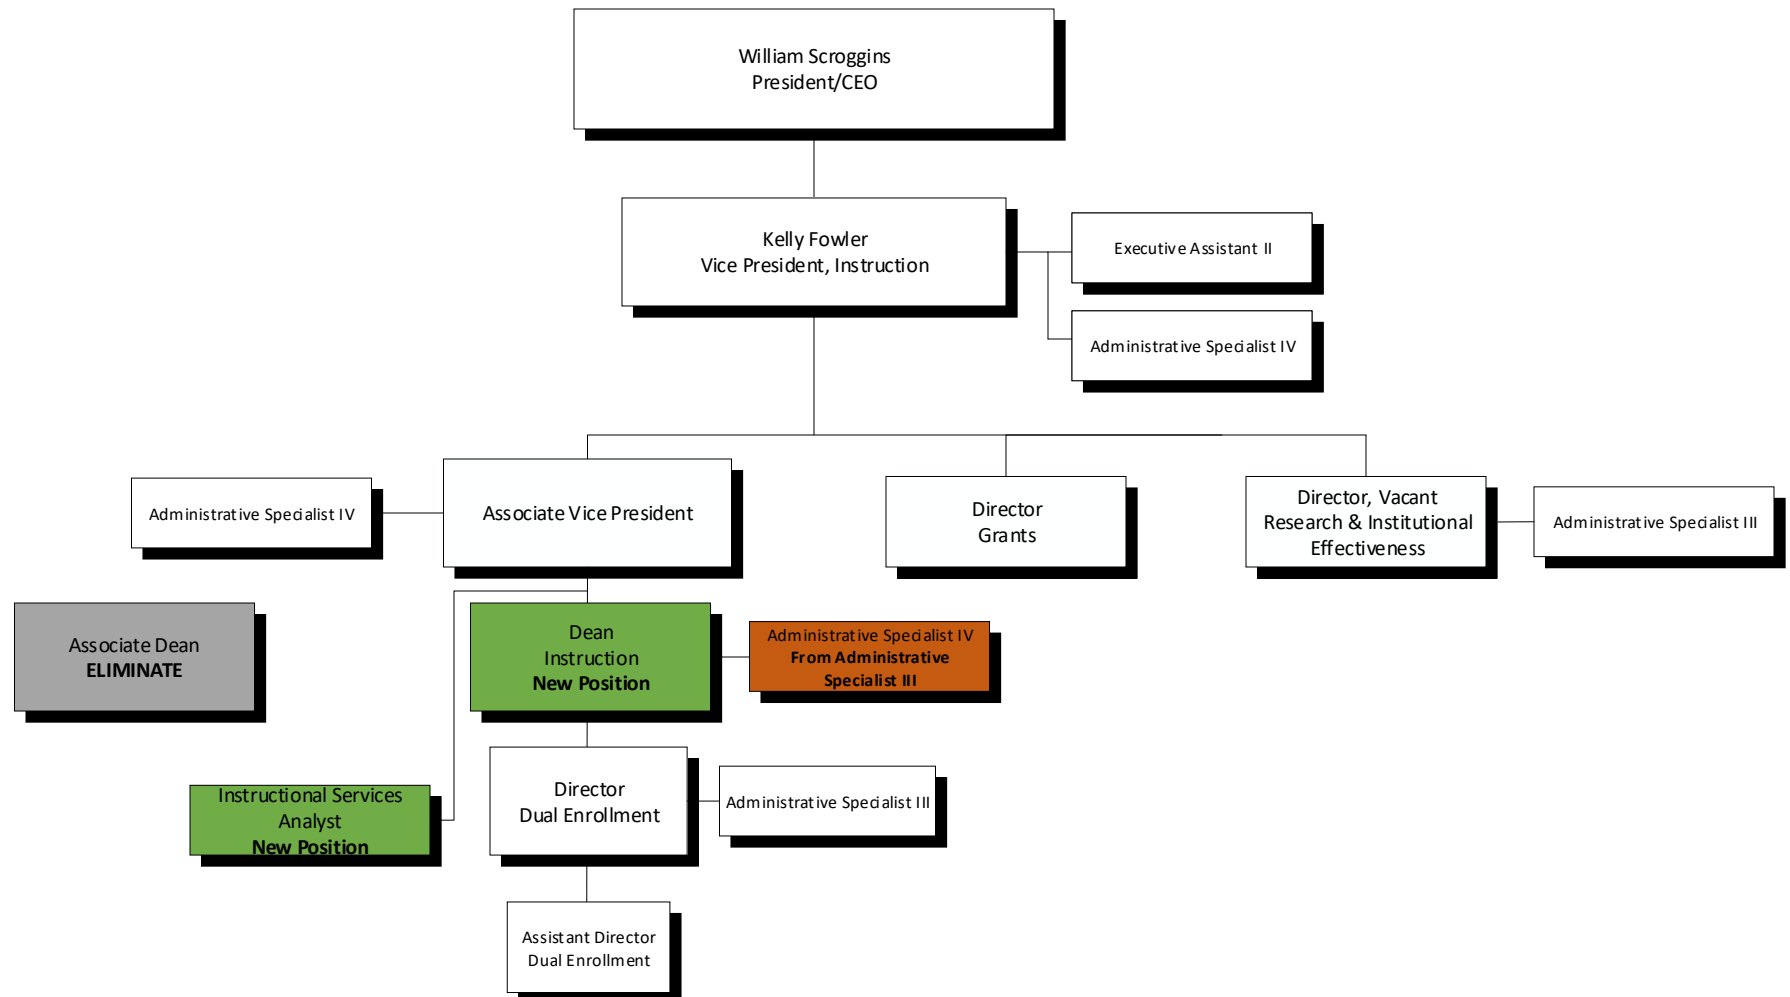 William Scroggins
President/CEO
Kelly Fowler
Vice President, Instruction
Executive Assistant II
Administrative Specialist IV
Administrative Specialist IV
Associate Vice President
Director
Grants
Director, Vacant
Research & Institutional
Effectiveness
Administrative Specialist III
Associate Dean
ELIMINATE
Dean
Instruction
New Position
Administrative Specialist IV
From Administrative
Specialist III
Instructional Services
Analyst
New Position
Director
Dual Enrollment
Administrative Specialist III
Assistant Director
Dual Enrollment